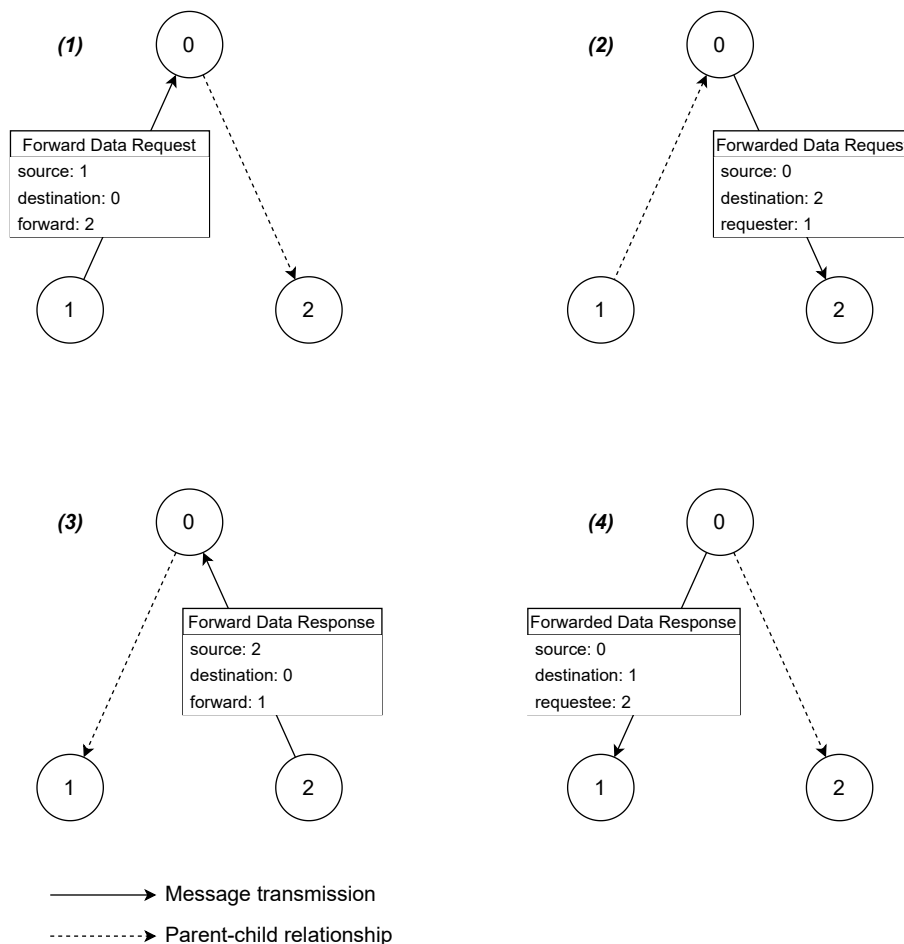 (1)
0
Forward Data Request
source: 1
destination: 0
forward: 2
1
2
(2)
0
Forwarded Data Request
source: 0
destination: 2
requester: 1
1
2
(3)
0
Forward Data Response
source: 2
destination: 0
forward: 1
1
2
(4)
0
Forwarded Data Response
source: 0
destination: 1
requestee: 2
1
2
Message transmission
Parent-child relationship